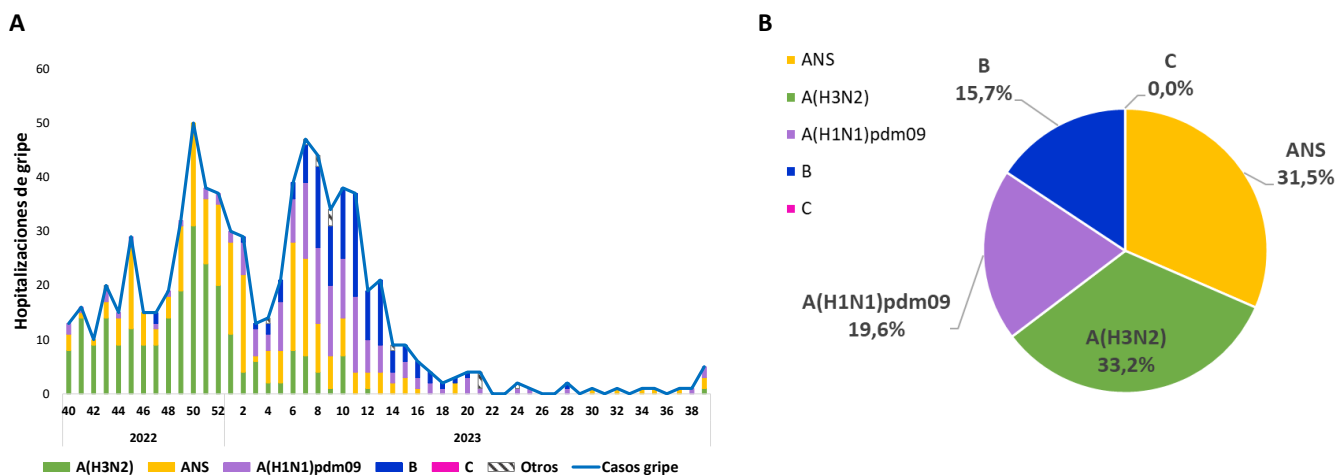 A
Hopitalizaciones de gripe
60
50
40
30
20
10
0
40 42 44 46 48 50 52 2 4 6 8 10 12 14 16 18 20 22 24 26 28 30 32 34 36 38
2022 2023
A(H3N2) ANS A(H1N1)pdm09 B C Otros Casos gripe
B
ANS
A(H3N2)
A(H1N1)pdm09
B
C
B
15,7%
C
0,0%
ANS
31,5%
A(H1N1)pdm09
19,6%
A(H3N2)
33,2%